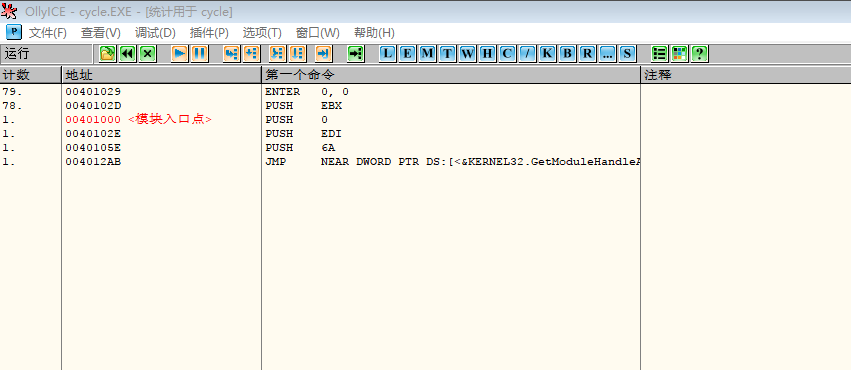 OllyICE - cycle.EXE - [统计用于 cycle]
P 文件(F) 查看(V) 调试(D) 插件(P) 选项(T) 窗口(W) 帮助(H)
运行 L E M T W H C / K B R ... S ?
计数 地址 第一个命令 注释
79. 00401029 ENTER 0, 0
78. 0040102D PUSH EBX
1. 00401000 <模块入口点> PUSH 0
1. 0040102E PUSH EDI
1. 0040105E PUSH 6A
1. 004012AB JMP NEAR DWORD PTR DS:[<&KERNEL32.GetModuleHandleA